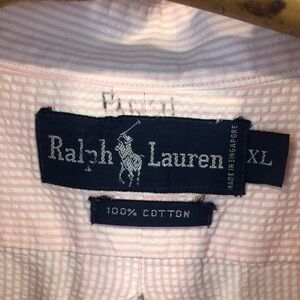 Ralph Lauren
MADE IN SINGAPORE
XL
100% COTTON